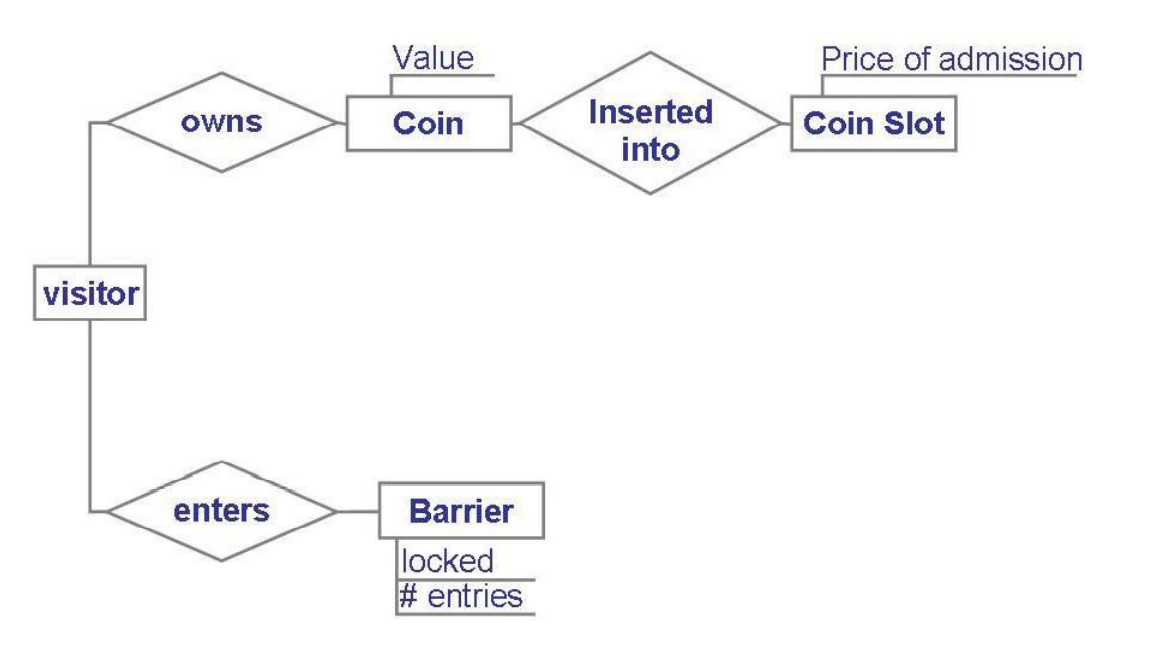 Value
Price of admission
owns
Coin
Inserted
into
Coin Slot
visitor
enters
Barrier
locked
# entries